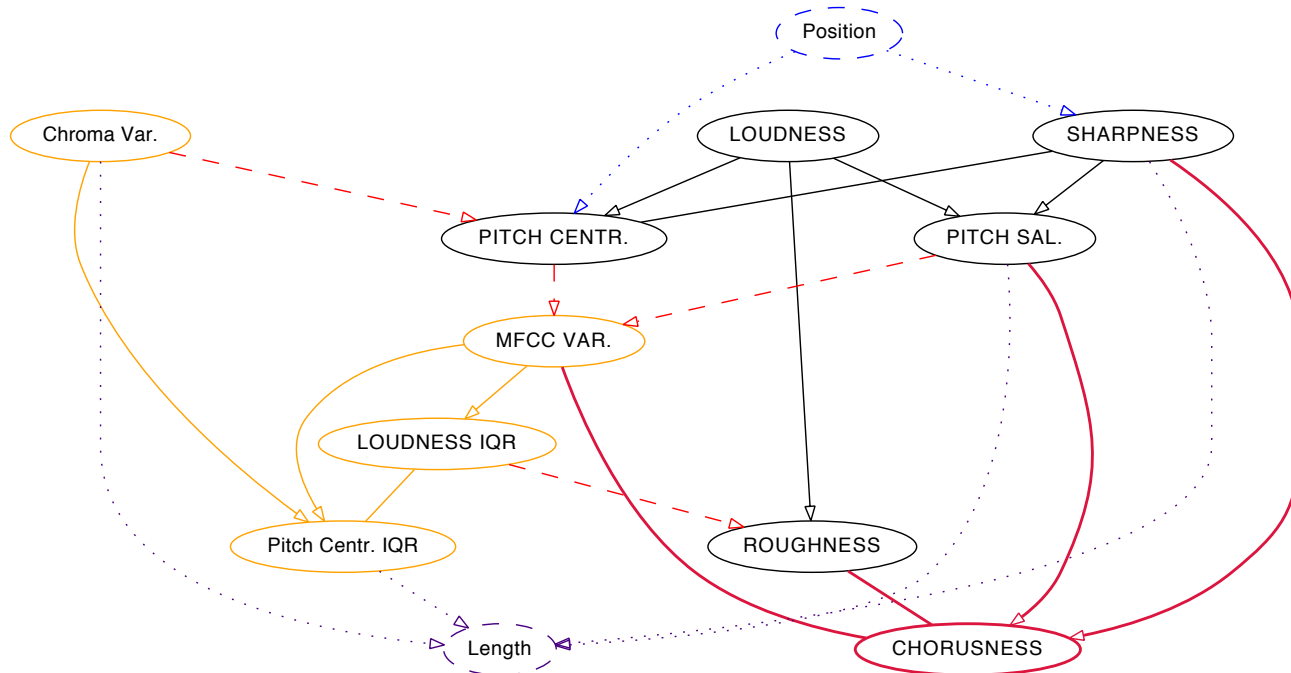 Position
Chroma Var.
LOUDNESS
SHARPNESS
PITCH CENTR.
PITCH SAL.
MFCC VAR.
LOUDNESS IQR
Pitch Centr. IQR
ROUGHNESS
Length
CHORUSNESS